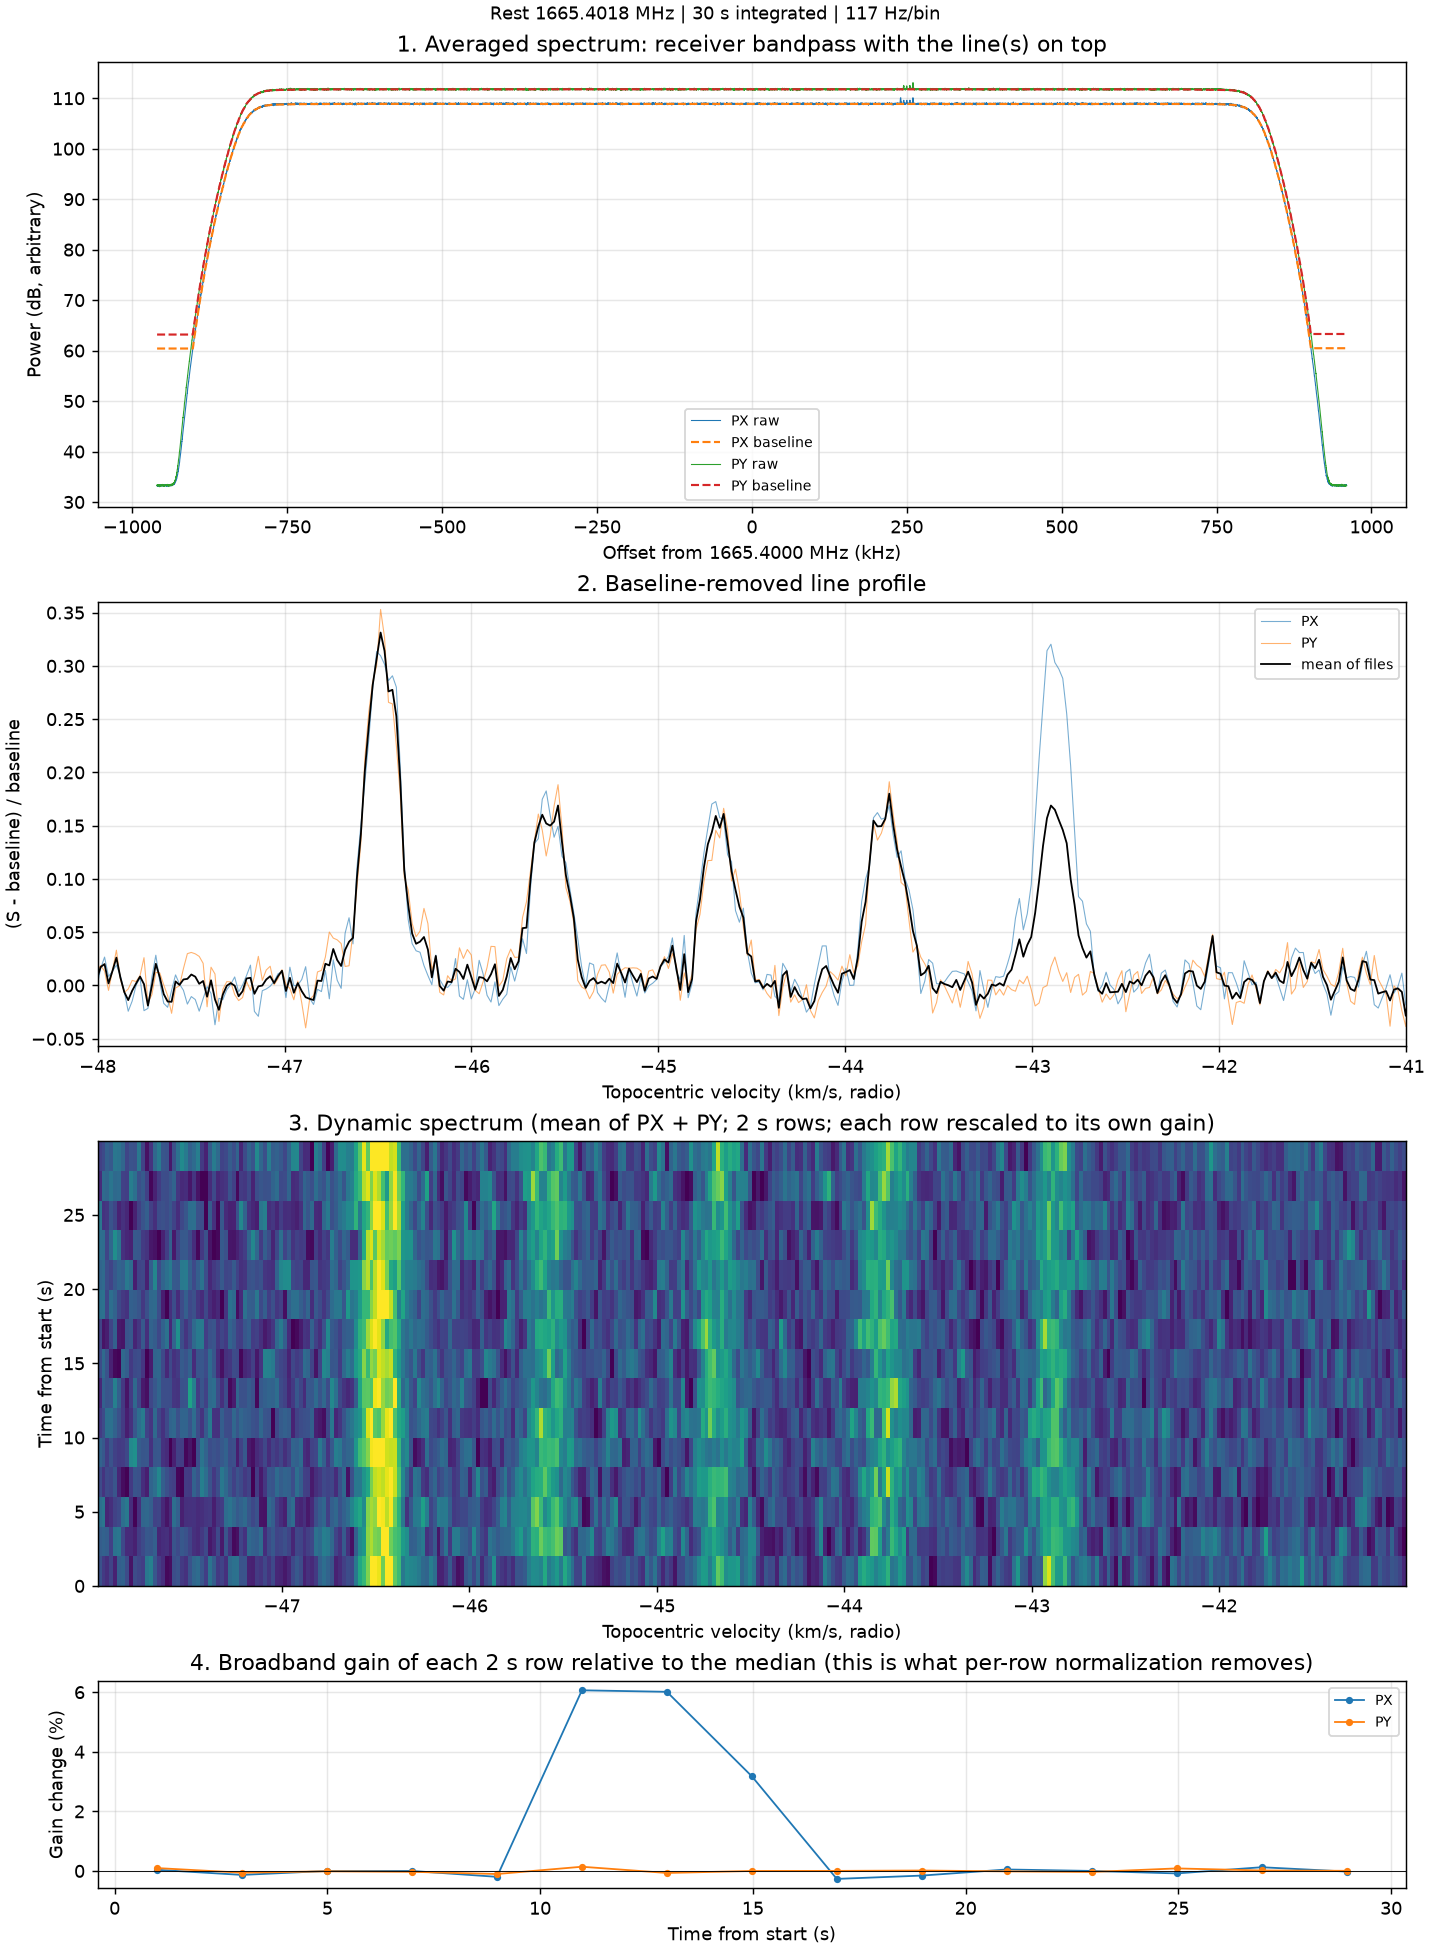 Rest 1665.4018 MHz | 30 s integrated | 117 Hz/bin
1. Averaged spectrum: receiver bandpass with the line(s) on top
Power (dB, arbitrary)
110
100
90
80
70
60
50
40
30
PX raw
PX baseline
PY raw
PY baseline
−1000
−750
−500
−250
0
250
500
750
1000
Offset from 1665.4000 MHz (kHz)
2. Baseline-removed line profile
(S - baseline) / baseline
0.35
0.30
0.25
0.20
0.15
0.10
0.05
0.00
−0.05
PX
PY
mean of files
−48
−47
−46
−45
−44
−43
−42
−41
Topocentric velocity (km/s, radio)
3. Dynamic spectrum (mean of PX + PY; 2 s rows; each row rescaled to its own gain)
Time from start (s)
25
20
15
10
5
0
−47
−46
−45
−44
−43
−42
Topocentric velocity (km/s, radio)
4. Broadband gain of each 2 s row relative to the median (this is what per-row normalization removes)
Gain change (%)
6
4
2
0
PX
PY
0
5
10
15
20
25
30
Time from start (s)